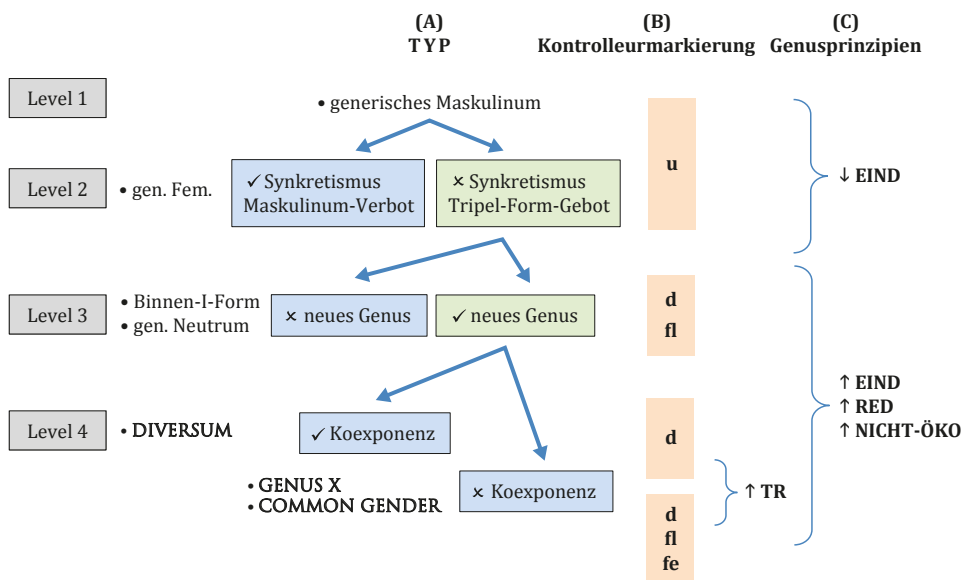 (A)
TYP
(B)
Kontrolleurmarkierung
(C)
Genusprinzipien
Level 1
• generisches Maskulinum
u
↓ EIND
Level 2
• gen. Fem.
✓ Synkretismus
Maskulinum-Verbot
× Synkretismus
Tripel-Form-Gebot
Level 3
• Binnen-I-Form
• gen. Neutrum
× neues Genus
✓ neues Genus
d
fl
↑ EIND
↑ RED
↑ NICHT-ÖKO
Level 4
• DIVERSUM
✓ Koexponenz
d
• GENUS X
• COMMON GENDER
× Koexponenz
↑ TR
d
fl
fe